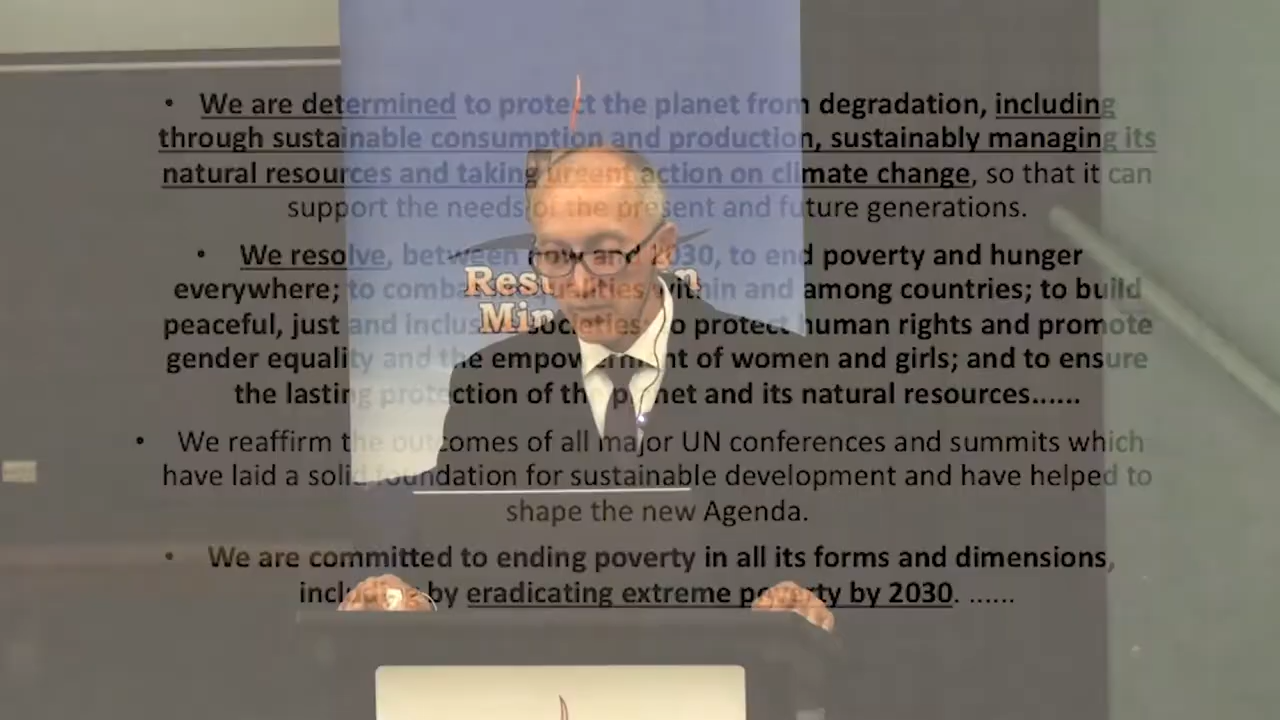 • We are determined to protect the planet from degradation, including
through sustainable consumption and production, sustainably managing its
natural resources and taking urgent action on climate change, so that it can
support the needs of the present and future generations.
• We resolve, between now and 2030, to end poverty and hunger
everywhere; to combat inequalities within and among countries; to build
peaceful, just and inclusive societies; to protect human rights and promote
gender equality and the empowerment of women and girls; and to ensure
the lasting protection of the planet and its natural resources......
• We reaffirm the outcomes of all major UN conferences and summits which
have laid a solid foundation for sustainable development and have helped to
shape the new Agenda.
• We are committed to ending poverty in all its forms and dimensions,
including by eradicating extreme poverty by 2030. ......